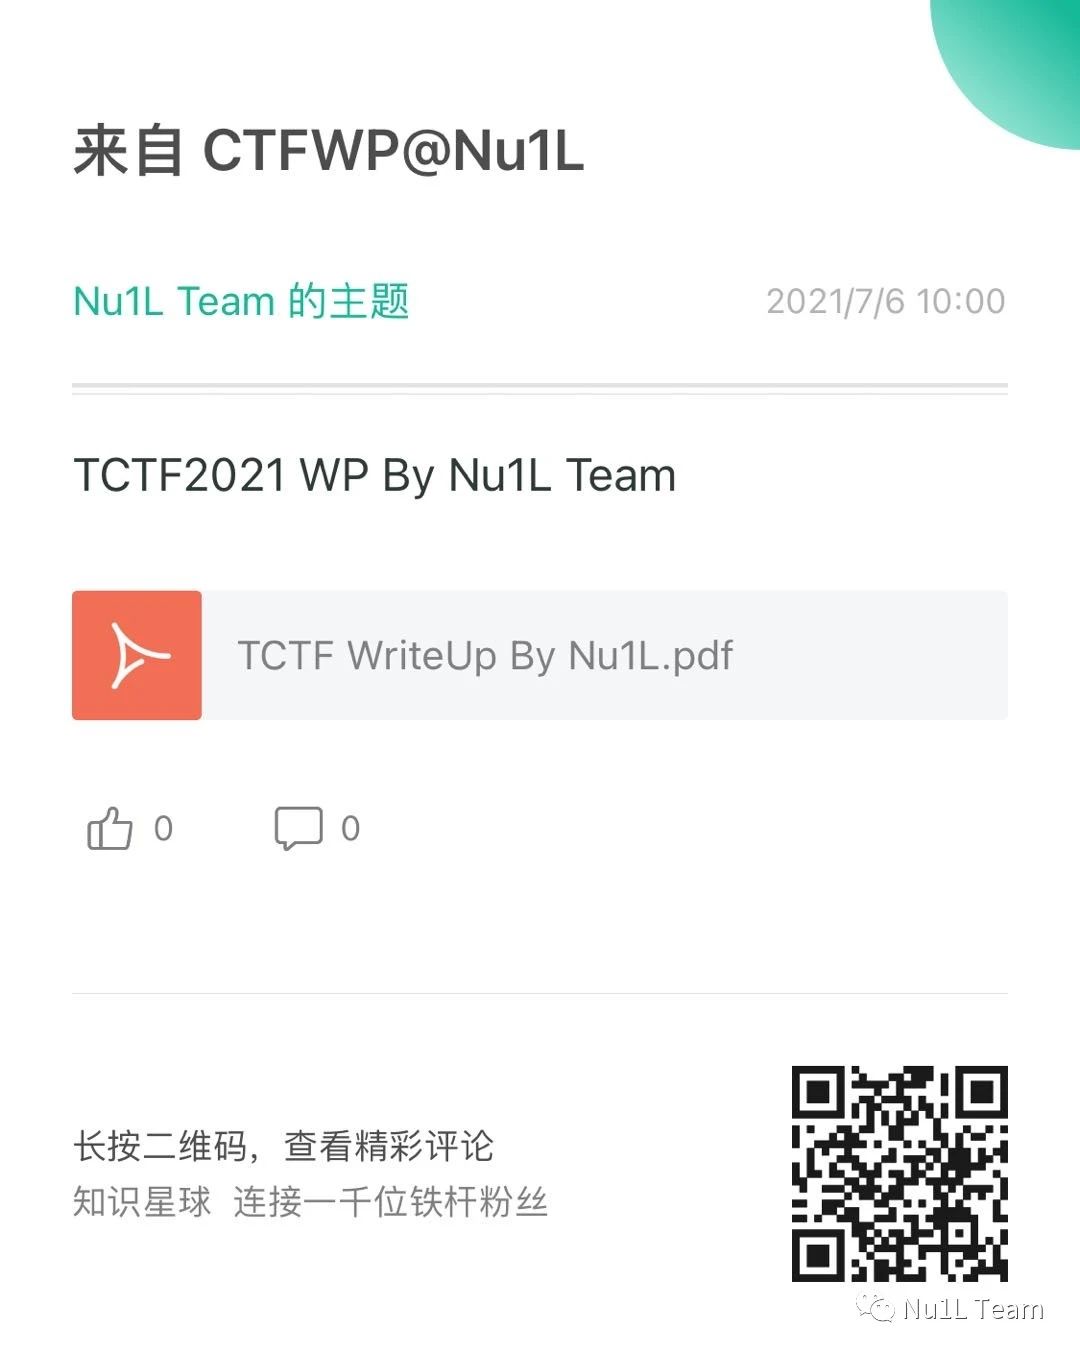 来自 CTFWP@Nu1L
Nu1L Team 的主题
2021/7/6 10:00
TCTF2021 WP By Nu1L Team
TCTF WriteUp By Nu1L.pdf
0
0
长按二维码，查看精彩评论
知识星球 连接一千位铁杆粉丝
Nu1L Team